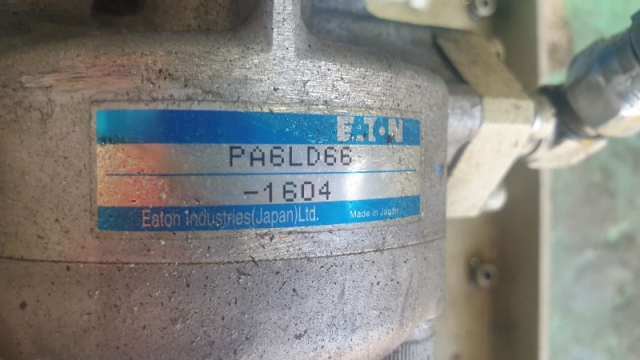 EATON
PA6LD66
-1604
Eaton Industries(Japan)Ltd. Made in Japan